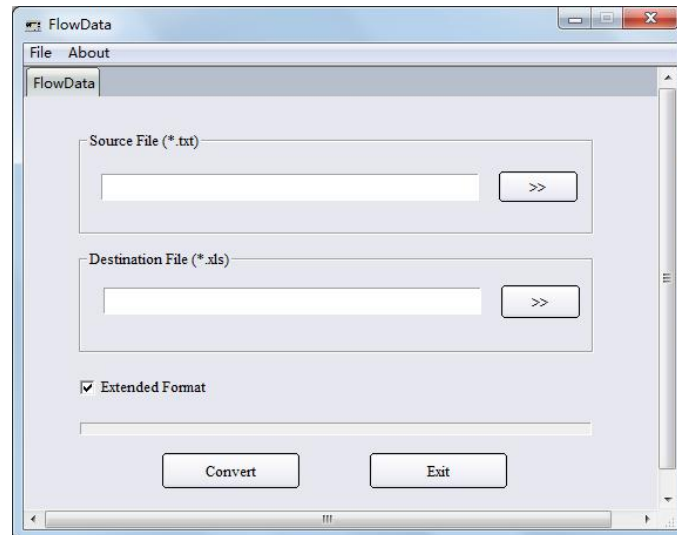 FlowData
File About
FlowData
Source File (*.txt)
>>
Destination File (*.xls)
>>
Extended Format
Convert Exit